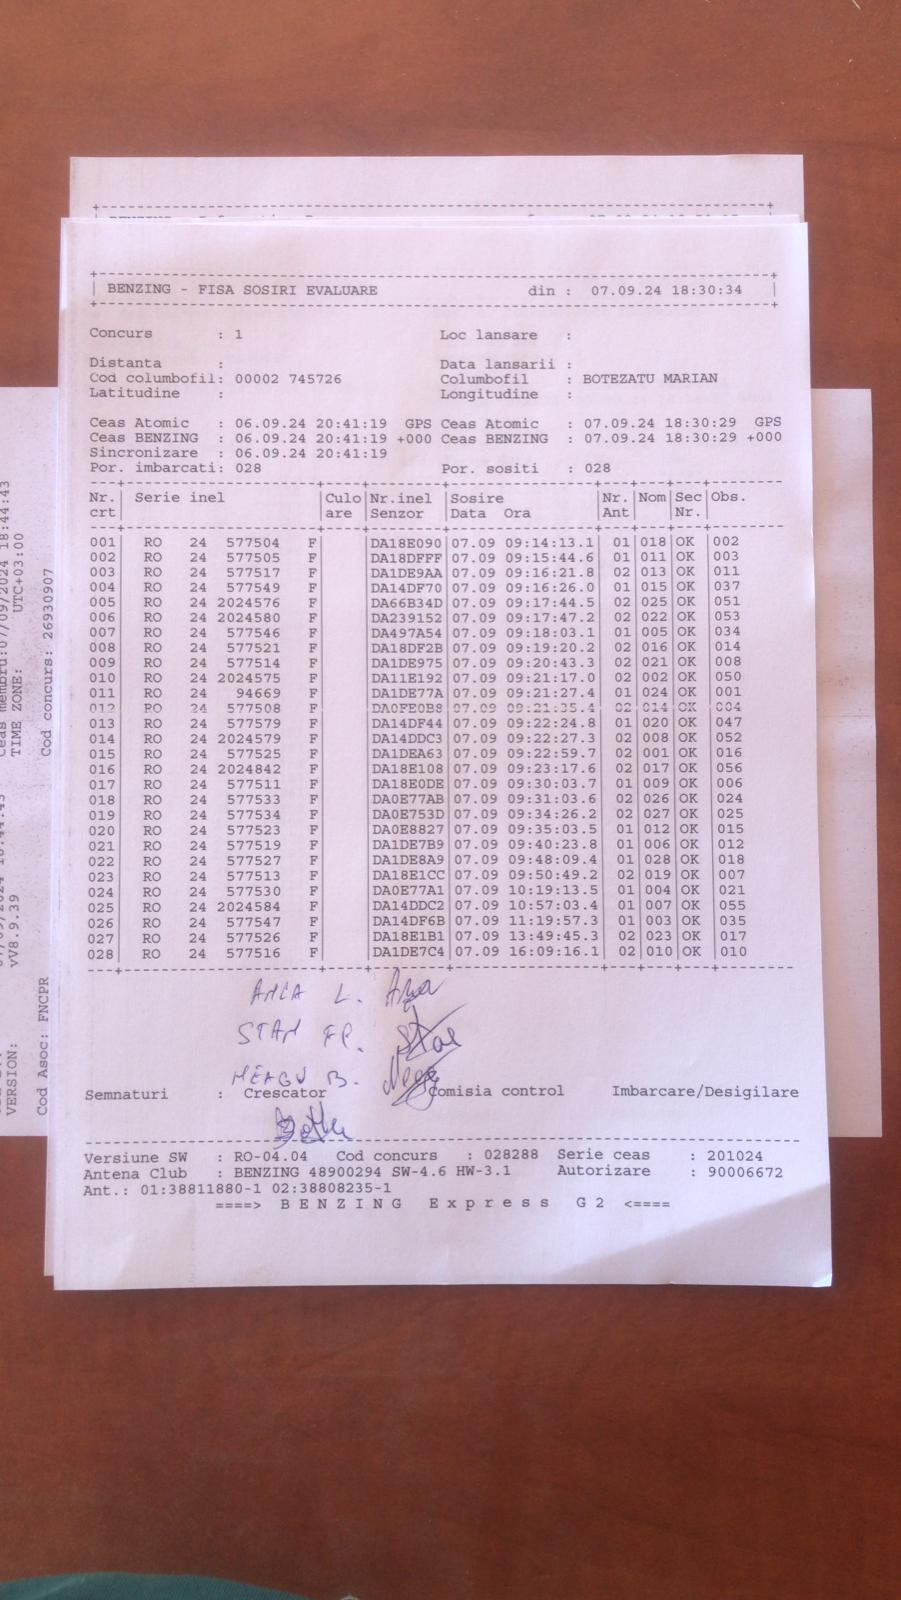 BENZING - FISA SOSIRI EVALUARE din : 07.09.24 18:30:34
Concurs : 1 Loc lansare :
Distanta : Data lansarii :
Cod columbofil: 00002 745726 Columbofil : BOTEZATU MARIAN
Latitudine : Longitudine :
Ceas Atomic : 06.09.24 20:41:19 GPS Ceas Atomic : 07.09.24 18:30:29 GPS
Ceas BENZING : 06.09.24 20:41:19 +000 Ceas BENZING : 07.09.24 18:30:29 +000
Sincronizare : 06.09.24 20:41:19
Por. imbarcati: 028 Por. sositi : 028
Nr. Serie inel Culo Nr.inel Sosire Nr. Nom Sec Obs.
crt are Senzor Data Ora Ant Nr.
001 RO 24 577504 F DA18E090 07.09 09:14:13.1 01 018 OK 002
002 RO 24 577505 F DA18DFFF 07.09 09:15:44.6 01 011 OK 003
003 RO 24 577517 F DA1DE9AA 07.09 09:16:21.8 02 013 OK 011
004 RO 24 577549 F DA14DF70 07.09 09:16:26.0 01 015 OK 037
005 RO 24 2024576 F DA66B34D 07.09 09:17:44.5 02 025 OK 051
006 RO 24 2024580 F DA239152 07.09 09:17:47.2 02 022 OK 053
007 RO 24 577546 F DA497A54 07.09 09:18:03.1 01 005 OK 034
008 RO 24 577521 F DA18DF2B 07.09 09:19:20.2 02 016 OK 014
009 RO 24 577514 F DA1DE975 07.09 09:20:43.3 02 021 OK 008
010 RO 24 2024575 F DA11E192 07.09 09:21:17.0 02 002 OK 050
011 RO 24 94669 F DA1DE77A 07.09 09:21:27.4 01 024 OK 001
012 RO 24 577508 F DA0FE0B8 07.09 09:21:35.4 02 014 OK 004
013 RO 24 577579 F DA14DF44 07.09 09:22:24.8 01 020 OK 047
014 RO 24 2024579 F DA14DDC3 07.09 09:22:27.3 02 008 OK 052
015 RO 24 577525 F DA1DEA63 07.09 09:22:59.7 02 001 OK 016
016 RO 24 2024842 F DA18E108 07.09 09:23:17.6 02 017 OK 056
017 RO 24 577511 F DA18E0DE 07.09 09:30:03.7 01 009 OK 006
018 RO 24 577533 F DA0E77AB 07.09 09:31:03.6 02 026 OK 024
019 RO 24 577534 F DA0E753D 07.09 09:34:26.2 02 027 OK 025
020 RO 24 577523 F DA0E8827 07.09 09:35:03.5 01 012 OK 015
021 RO 24 577519 F DA1DE7B9 07.09 09:40:23.8 01 006 OK 012
022 RO 24 577527 F DA1DE8A9 07.09 09:48:09.4 01 028 OK 018
023 RO 24 577513 F DA18E1CC 07.09 09:50:49.2 02 019 OK 007
024 RO 24 577530 F DA0E77A1 07.09 10:19:13.5 01 004 OK 021
025 RO 24 2024584 F DA14DDC2 07.09 10:57:03.4 01 007 OK 055
026 RO 24 577547 F DA14DF6B 07.09 11:19:57.3 01 003 OK 035
027 RO 24 577526 F DA18E1B1 07.09 13:49:45.3 02 023 OK 017
028 RO 24 577516 F DA1DE7C4 07.09 16:09:16.1 02 010 OK 010
ANCA L.
STAN FR.
NEAGU B.
Semnaturi : Crescator Comisia control Imbarcare/Desigilare
Versiune SW : RO-04.04 Cod concurs : 028288 Serie ceas : 201024
Antena Club : BENZING 48900294 SW-4.6 HW-3.1 Autorizare : 90006672
Ant.: 01:38811880-1 02:38808235-1
====> BENZING Express G2 <====
Ceas membru:07/09/2024 18:44:43
TIME ZONE: UTC+03:00
Cod concurs: 26930907
VERSION: vV8.9.39
Cod Asoc: FNCPR